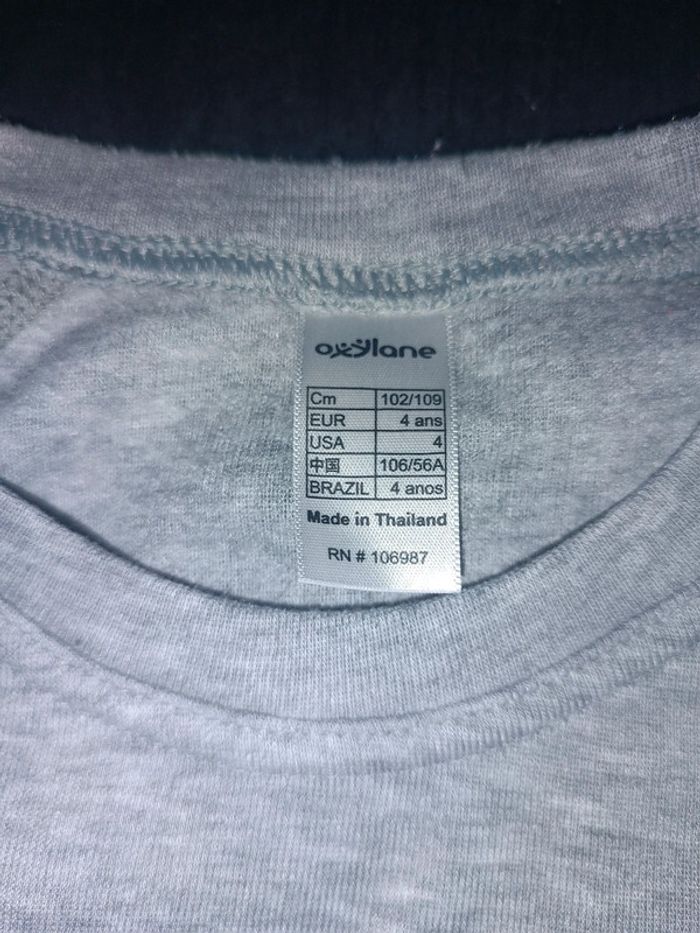 oxylane
Cm 102/109
EUR 4 ans
USA 4
中国 106/56A
BRAZIL 4 anos
Made in Thailand
RN # 106987